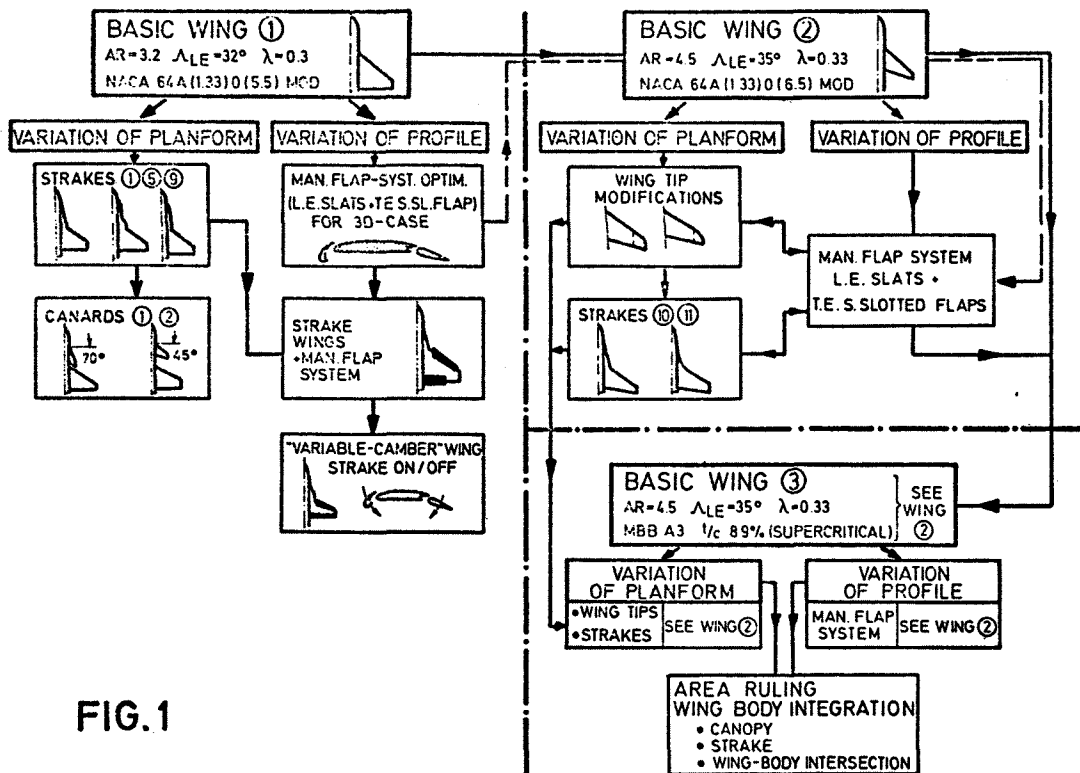 BASIC WING ①
AR=3.2 ΛLE=32° λ=0.3
NACA 64A(1.33)0(5.5) MOD
VARIATION OF PLANFORM
VARIATION OF PROFILE
STRAKES ①⑤⑨
MAN. FLAP-SYST. OPTIM.
(L.E. SLATS+TE S.SL.FLAP)
FOR 3D-CASE
CANARDS ① ②
70°
45°
STRAKE
WINGS
+MAN. FLAP
SYSTEM
"VARIABLE-CAMBER" WING
STRAKE ON/OFF
BASIC WING ②
AR=4.5 ΛLE=35° λ=0.33
NACA 64A(1.33)0(6.5) MOD
VARIATION OF PLANFORM
VARIATION OF PROFILE
WING TIP
MODIFICATIONS
MAN. FLAP SYSTEM
L.E. SLATS +
T.E. S.SLOTTED FLAPS
STRAKES ⑩ ⑪
BASIC WING ③
AR=4.5 ΛLE=35° λ=0.33
MBB A3 t/c 8.9% (SUPERCRITICAL)
SEE
WING
②
VARIATION
OF PLANFORM
• WING TIPS
• STRAKES
SEE WING ②
VARIATION
OF PROFILE
MAN. FLAP
SYSTEM
SEE WING ②
AREA RULING
WING BODY INTEGRATION
• CANOPY
• STRAKE
• WING-BODY INTERSECTION
FIG.1